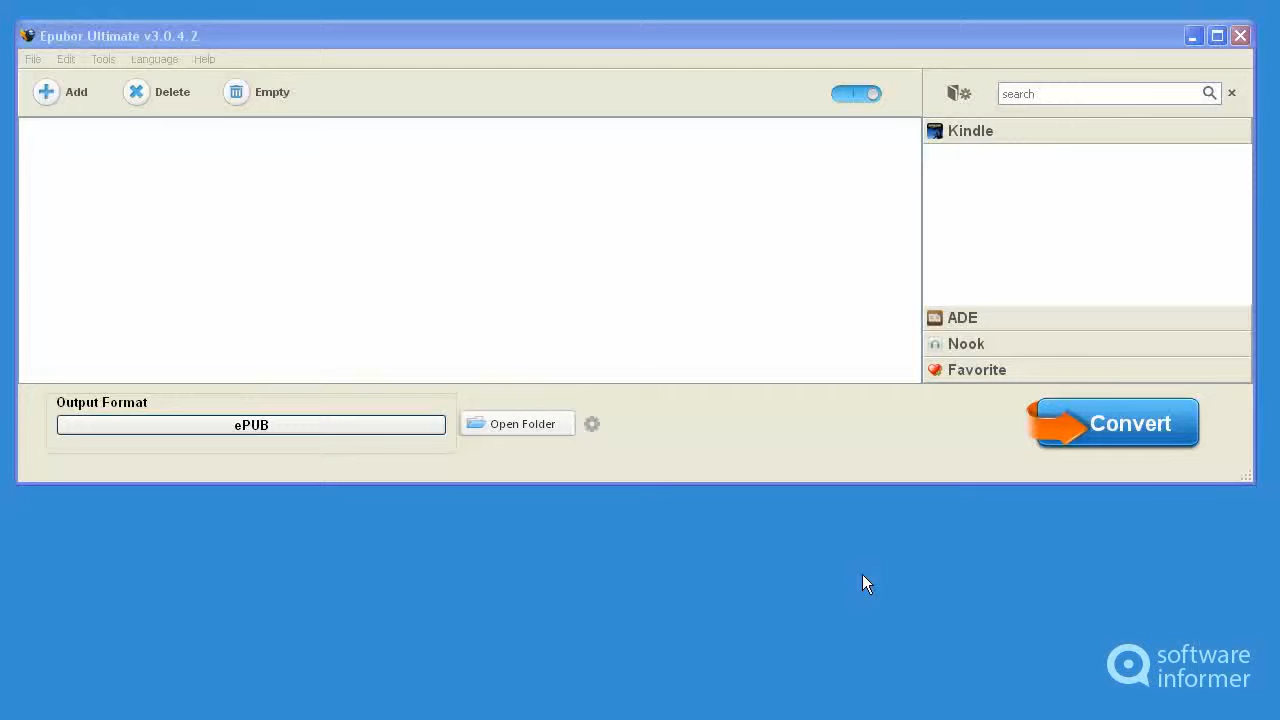 Epubor Ultimate v3.0.4.2
File Edit Tools Language Help
Add Delete Empty
search
Kindle
ADE
Nook
Favorite
Output Format
ePUB
Open Folder
Convert
software
informer